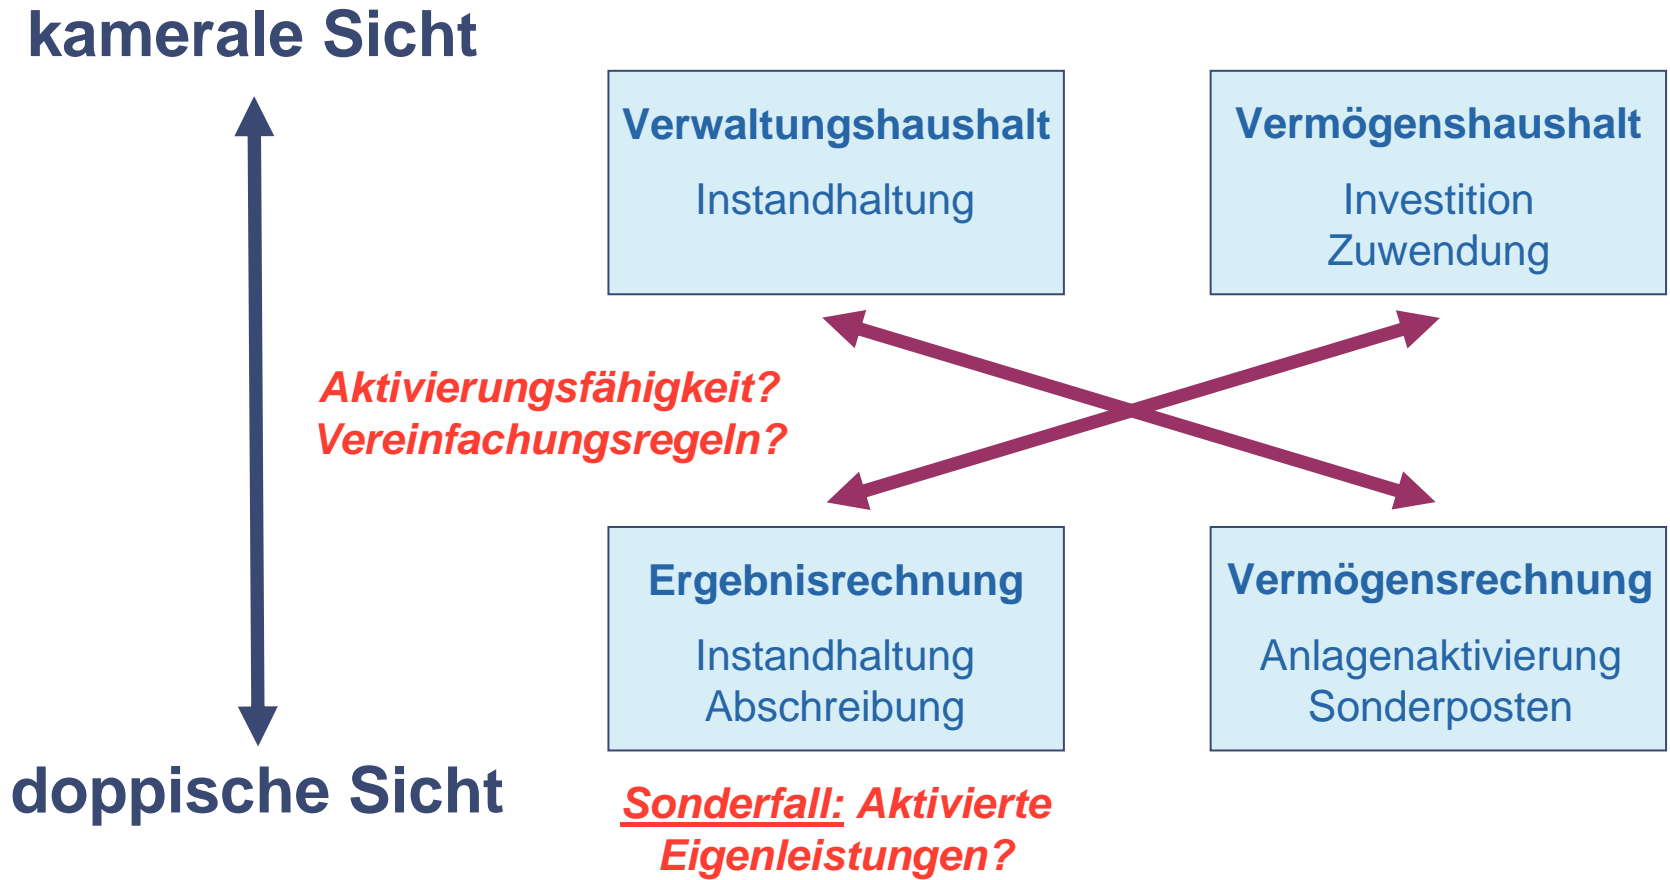 kamerale Sicht
Verwaltungshaushalt
Instandhaltung
Vermögenshaushalt
Investition
Zuwendung
Aktivierungsfähigkeit?
Vereinfachungsregeln?
Ergebnisrechnung
Instandhaltung
Abschreibung
Vermögensrechnung
Anlagenaktivierung
Sonderposten
doppische Sicht
Sonderfall: Aktivierte
Eigenleistungen?